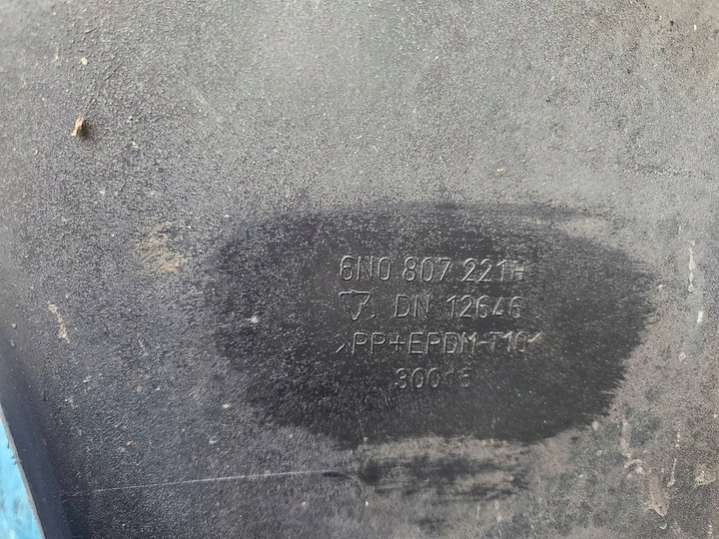 6N0 807 221H
DN 12646
>PP+EPDM-T10<
30016